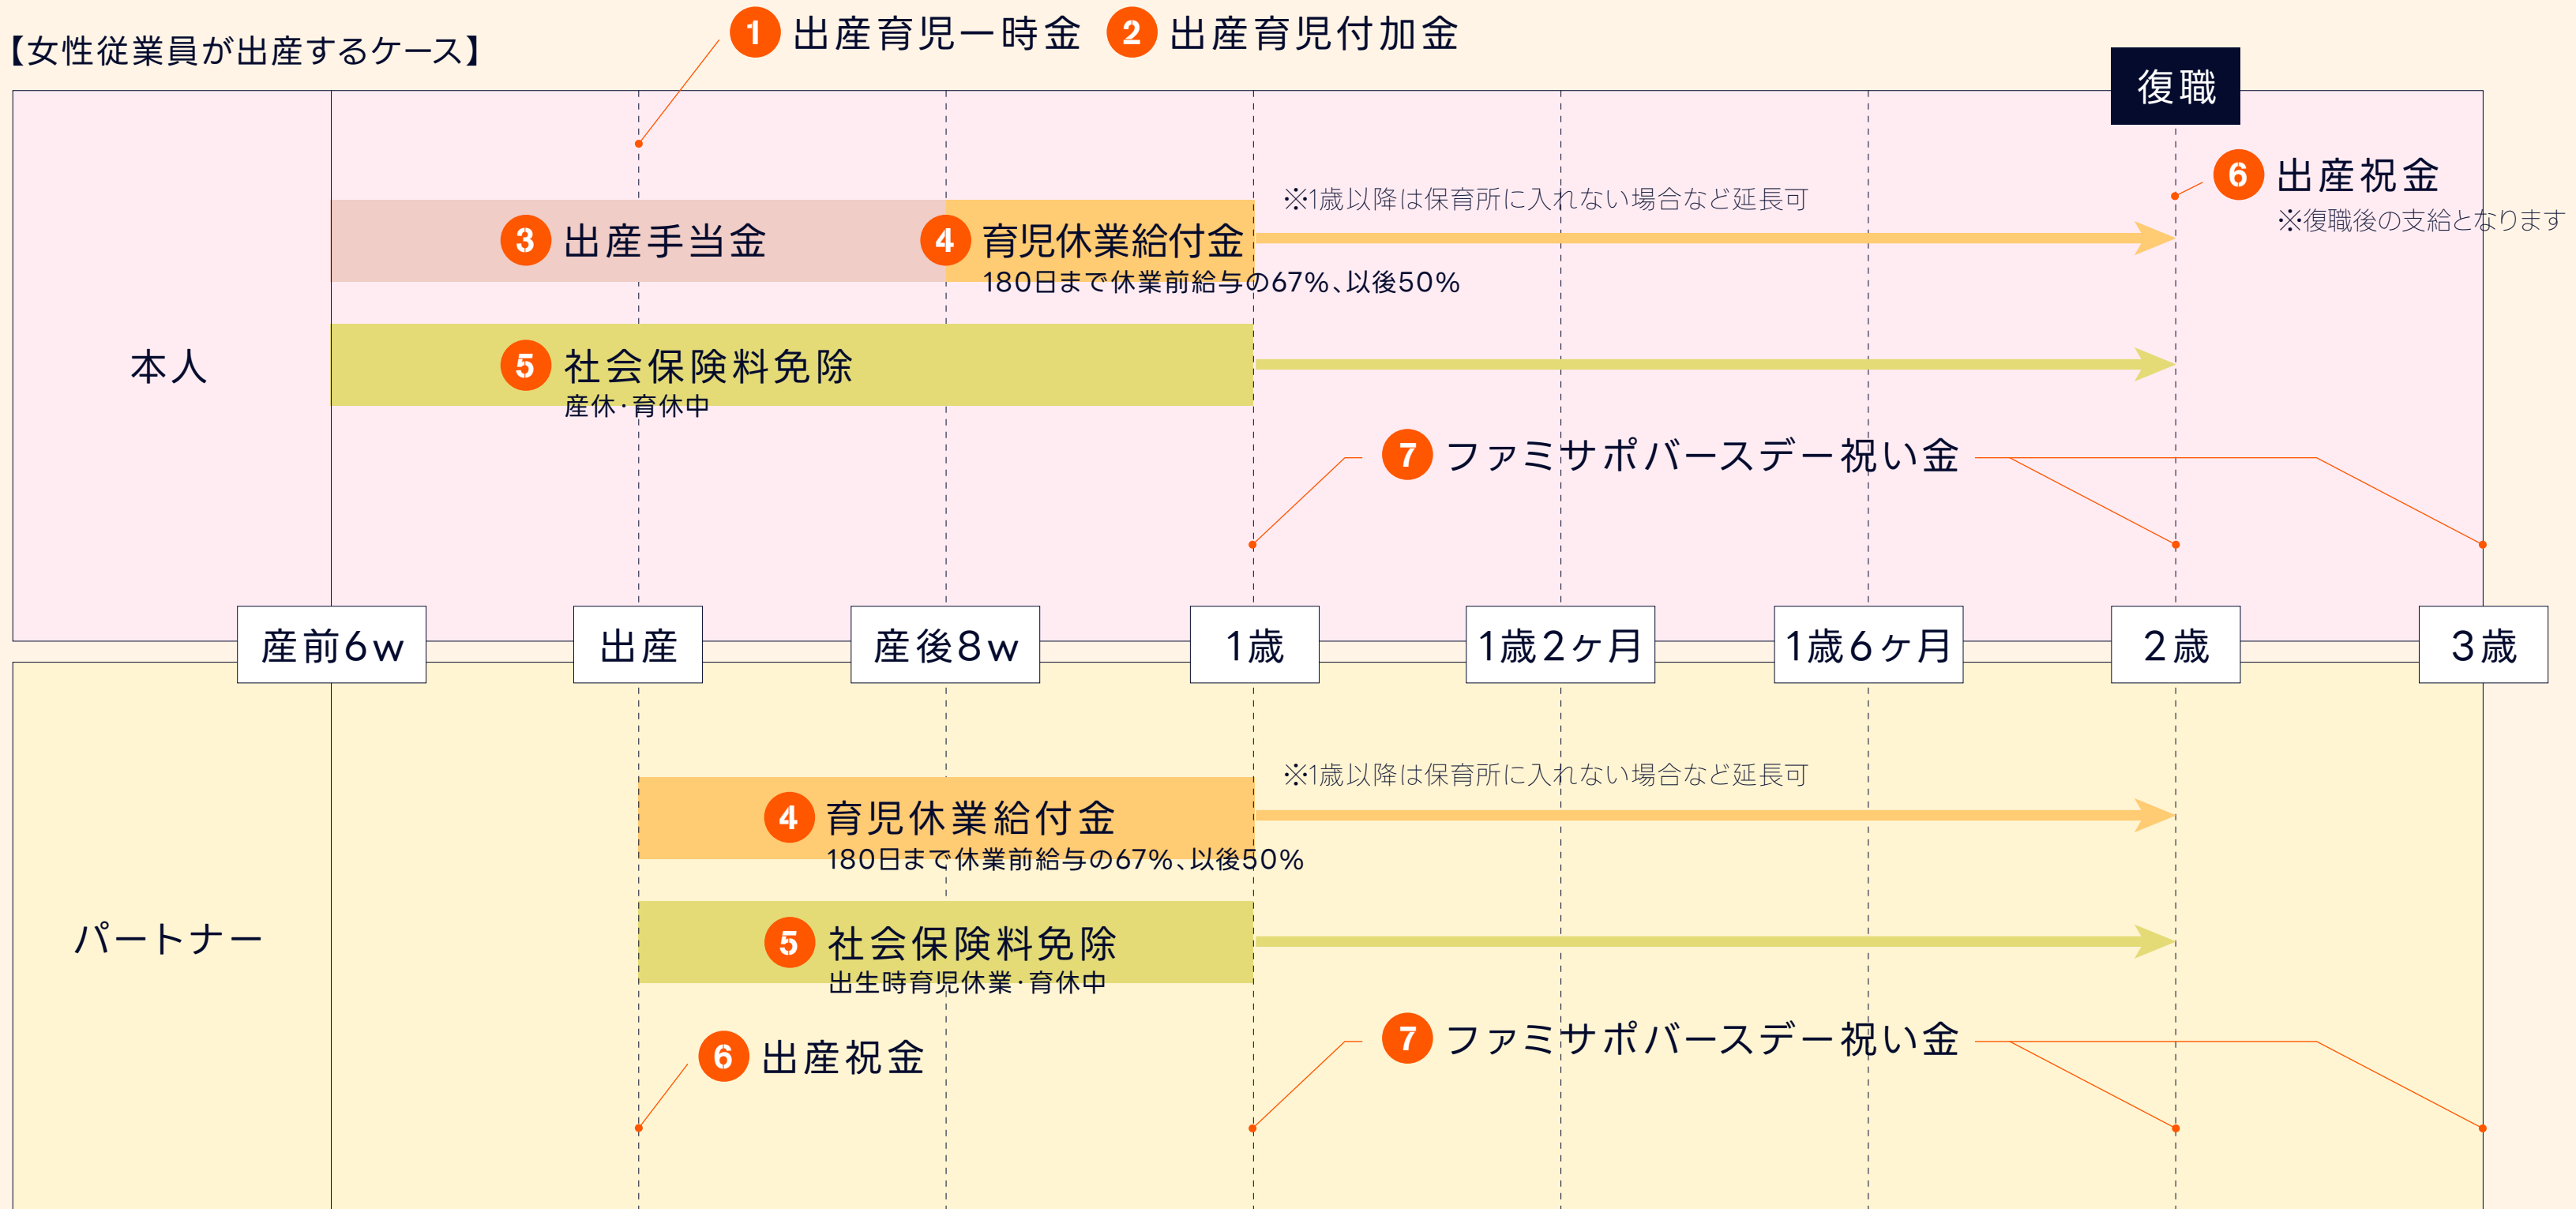 【女性従業員が出産するケース】
1 出産育児一時金 2 出産育児付加金
復職
6 出産祝金
※復職後の支給となります
※1歳以降は保育所に入れない場合など延長可
3 出産手当金
4 育児休業給付金
180日まで休業前給与の67%、以後50%
本人
5 社会保険料免除
産休・育休中
7 ファミサポバースデー祝い金
産前6w
出産
産後8w
1歳
1歳2ヶ月
1歳6ヶ月
2歳
3歳
※1歳以降は保育所に入れない場合など延長可
4 育児休業給付金
180日まで休業前給与の67%、以後50%
パートナー
5 社会保険料免除
出生時育児休業・育休中
6 出産祝金
7 ファミサポバースデー祝い金